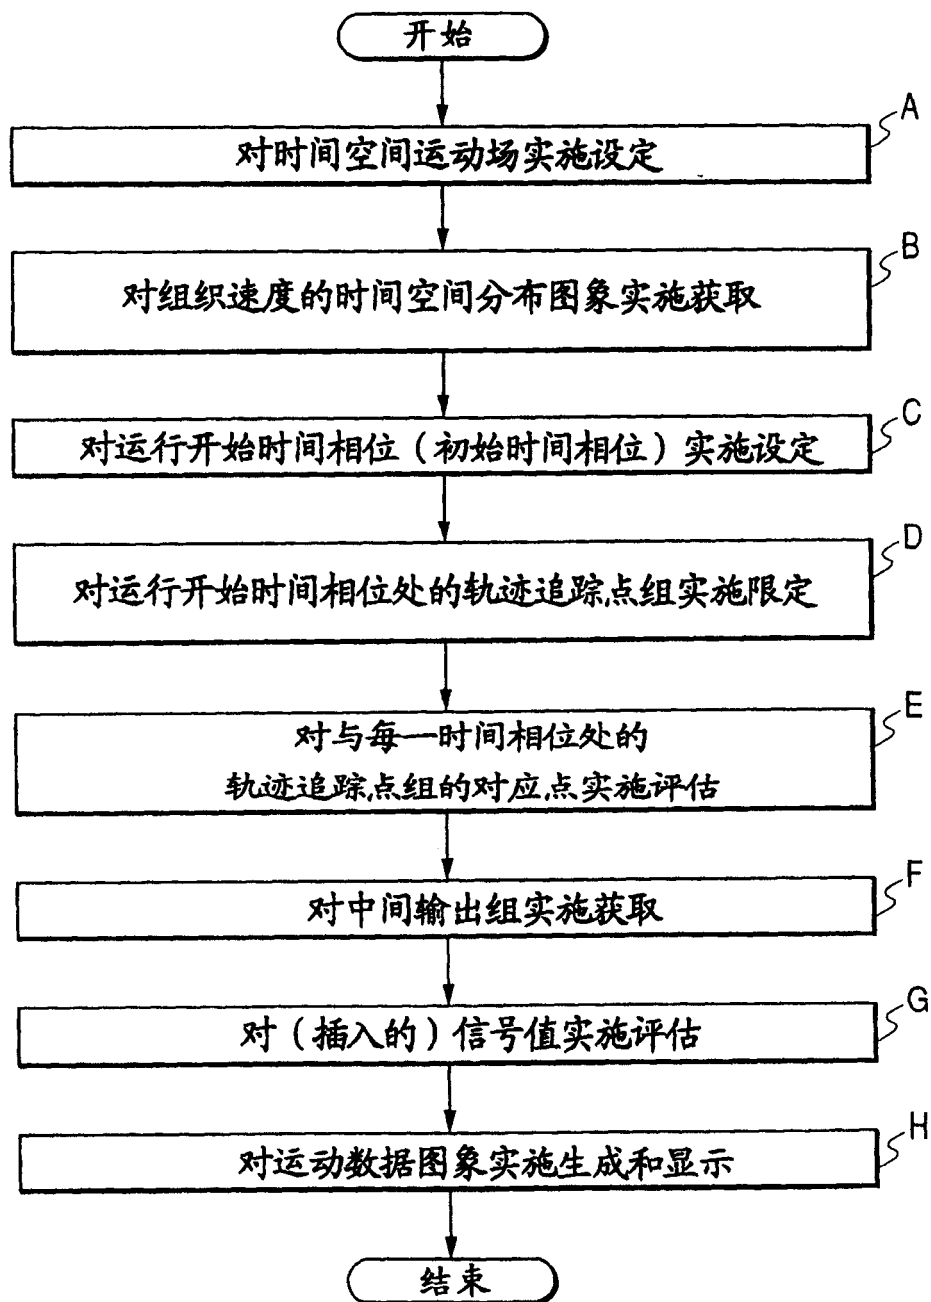 开始
A
对时间空间运动场实施设定
B
对组织速度的时间空间分布图象实施获取
C
对运行开始时间相位（初始时间相位）实施设定
D
对运行开始时间相位处的轨迹追踪点组实施限定
E
对与每一时间相位处的
轨迹追踪点组的对应点实施评估
F
对中间输出组实施获取
G
对（插入的）信号值实施评估
H
对运动数据图象实施生成和显示
结束